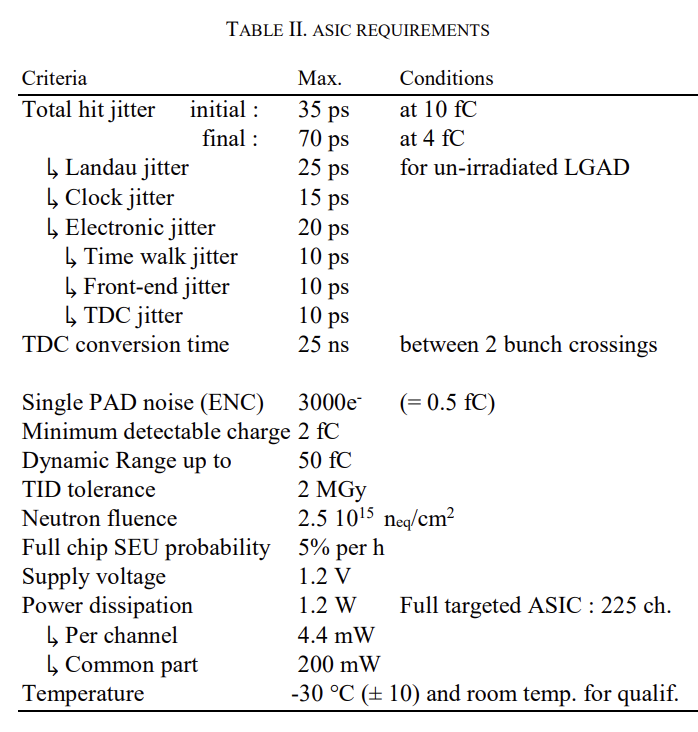 TABLE II. ASIC REQUIREMENTS
Criteria Max. Conditions
Total hit jitter initial : 35 ps at 10 fC
final : 70 ps at 4 fC
↳ Landau jitter 25 ps for un-irradiated LGAD
↳ Clock jitter 15 ps
↳ Electronic jitter 20 ps
↳ Time walk jitter 10 ps
↳ Front-end jitter 10 ps
↳ TDC jitter 10 ps
TDC conversion time 25 ns between 2 bunch crossings
Single PAD noise (ENC) 3000e⁻ (= 0.5 fC)
Minimum detectable charge 2 fC
Dynamic Range up to 50 fC
TID tolerance 2 MGy
Neutron fluence 2.5 10¹⁵ nₑq/cm²
Full chip SEU probability 5% per h
Supply voltage 1.2 V
Power dissipation 1.2 W Full targeted ASIC : 225 ch.
↳ Per channel 4.4 mW
↳ Common part 200 mW
Temperature -30 °C (± 10) and room temp. for qualif.